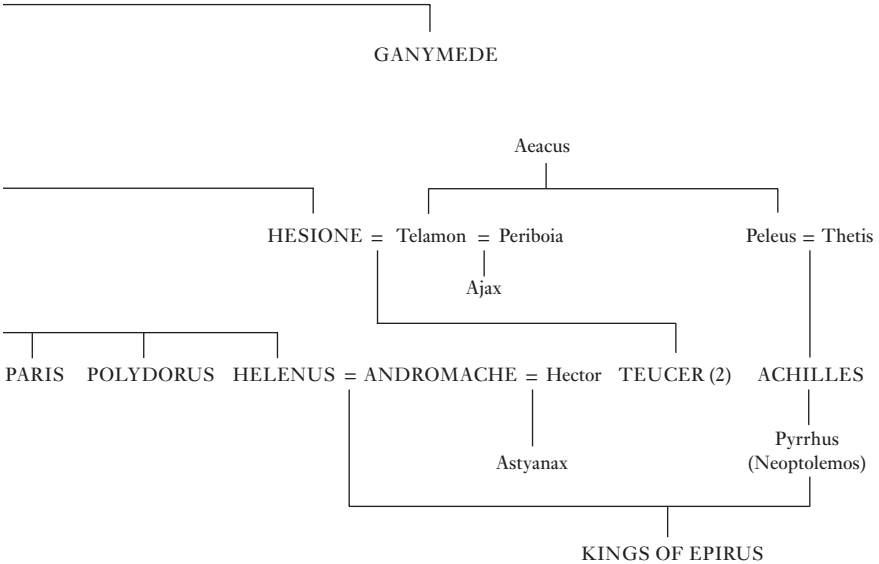 GANYMEDE
Aeacus
HESIONE = Telamon = Periboia Peleus = Thetis
Ajax
PARIS POLYDORUS HELENUS = ANDROMACHE = Hector TEUCER (2) ACHILLES
Pyrrhus
Astyanax (Neoptolemos)
KINGS OF EPIRUS